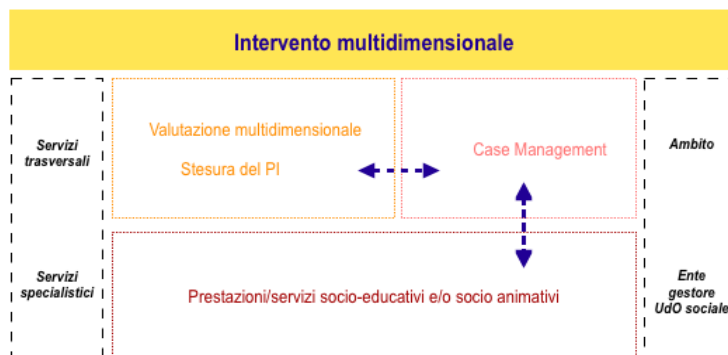 Intervento multidimensionale
Servizi
trasversali
Valutazione multidimensionale
Stesura del PI
Case Management
Ambito
Servizi
specialistici
Prestazioni/servizi socio-educativi e/o socio animativi
Ente
gestore
UdO sociale